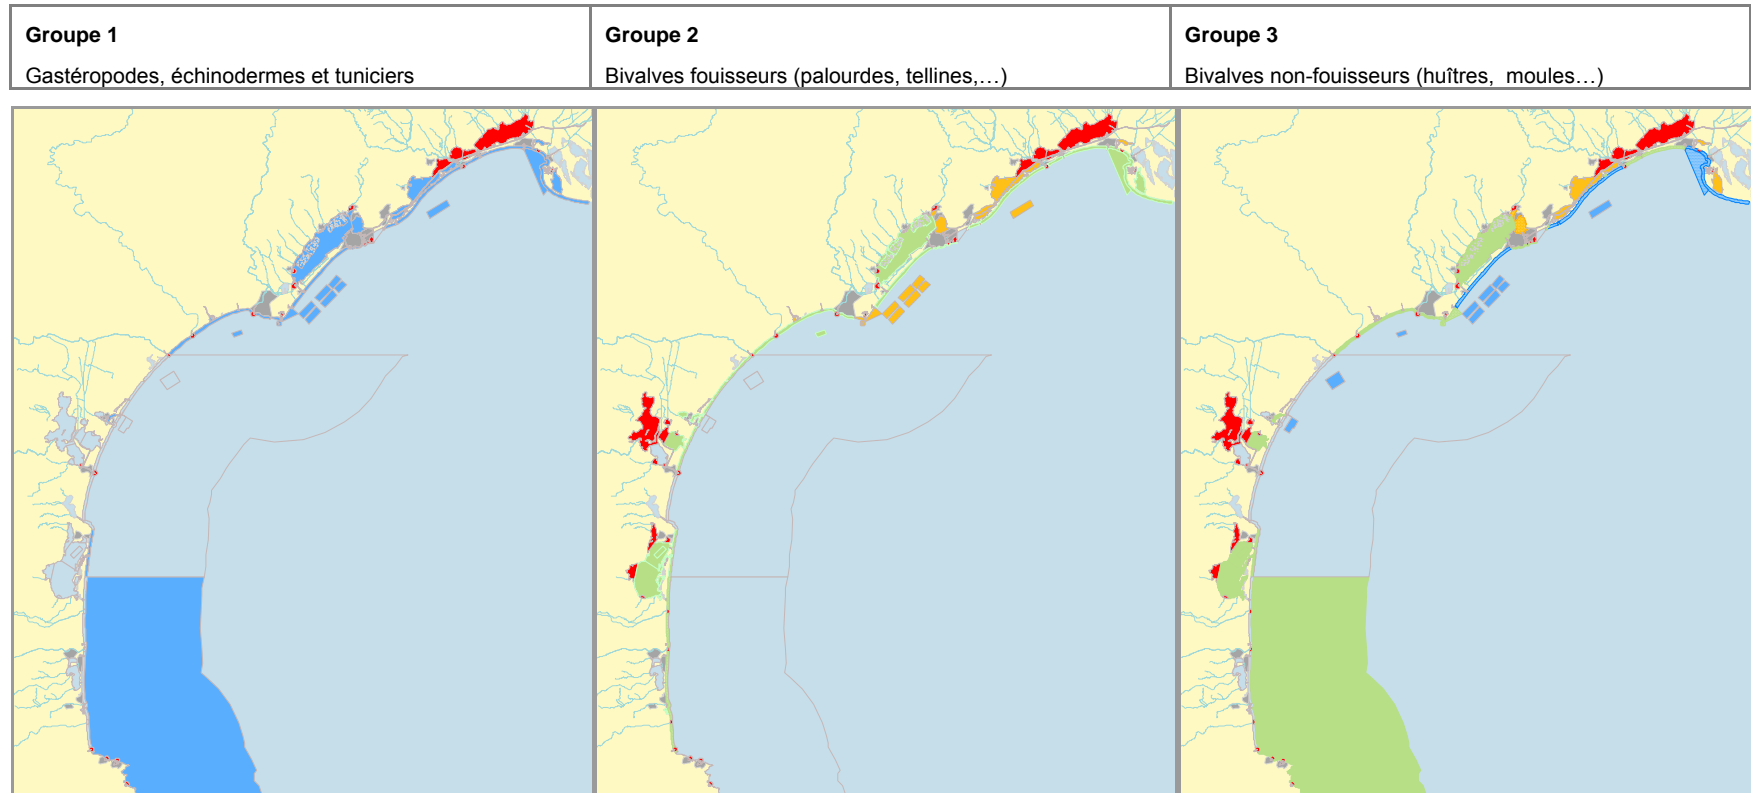 Groupe 1
Gastéropodes, échinodermes et tuniciers
Groupe 2
Bivalves fouisseurs (palourdes, tellines,…)
Groupe 3
Bivalves non-fouisseurs (huîtres, moules…)